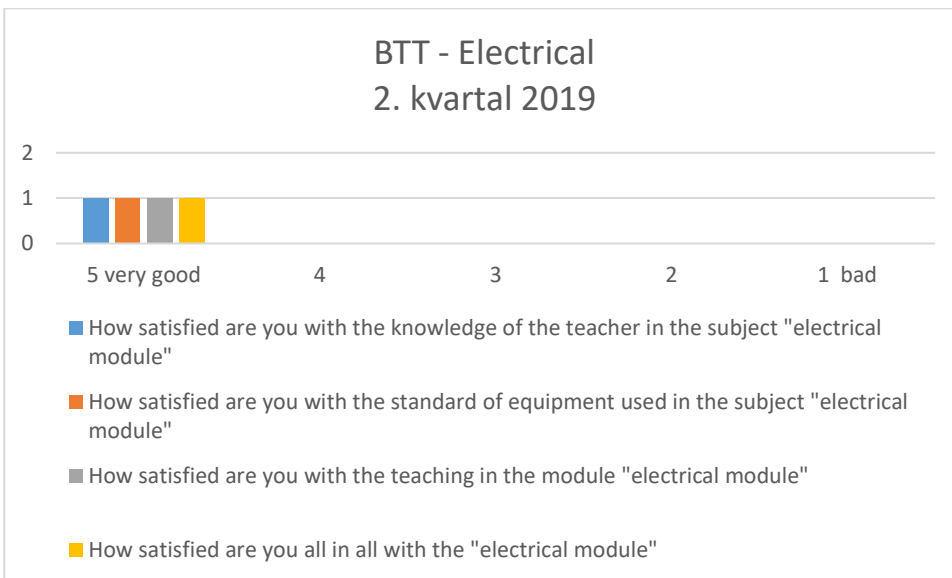 BTT - Electrical
2. kvartal 2019
2
1
0
5 very good 4 3 2 1 bad
How satisfied are you with the knowledge of the teacher in the subject "electrical
module"
How satisfied are you with the standard of equipment used in the subject "electrical
module"
How satisfied are you with the teaching in the module "electrical module"
How satisfied are you all in all with the "electrical module"